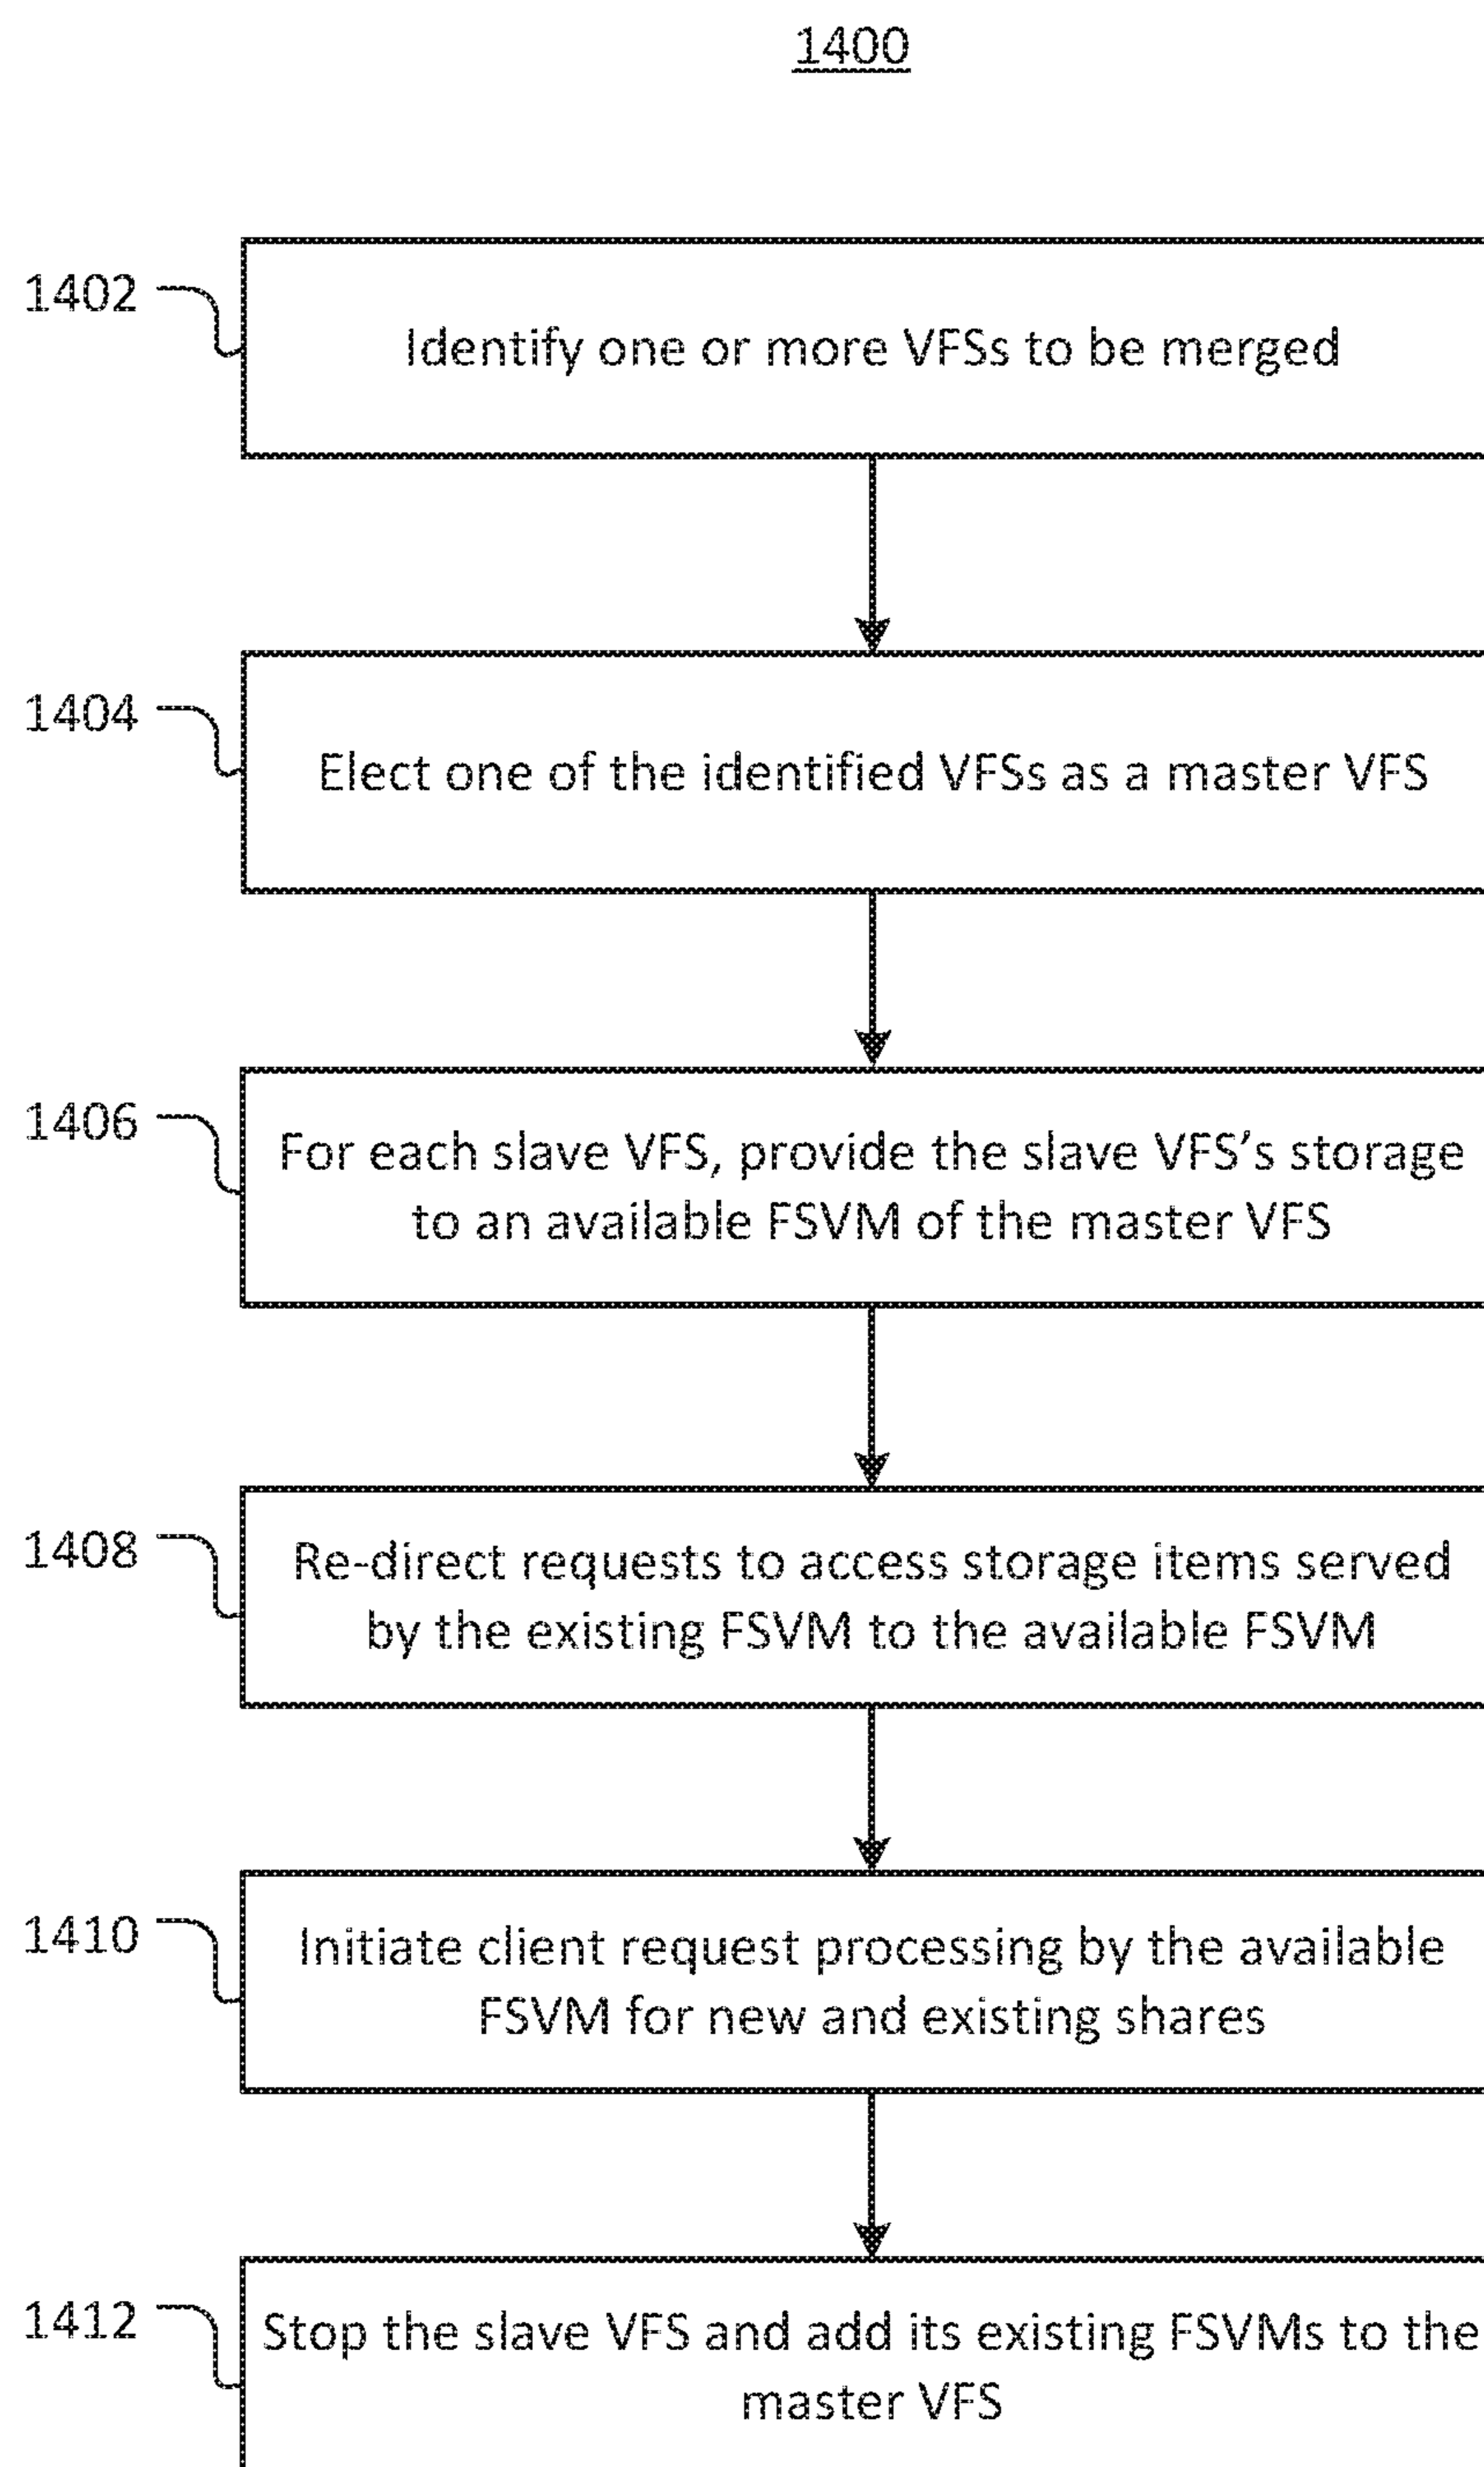 1400
1402
Identify one or more VFSs to be merged
1404
Elect one of the identified VFSs as a master VFS
1406
For each slave VFS, provide the slave VFS's storage
to an available FSVM of the master VFS
1408
Re-direct requests to access storage items served
by the existing FSVM to the available FSVM
1410
Initiate client request processing by the available
FSVM for new and existing shares
1412
Stop the slave VFS and add its existing FSVMs to the
master VFS